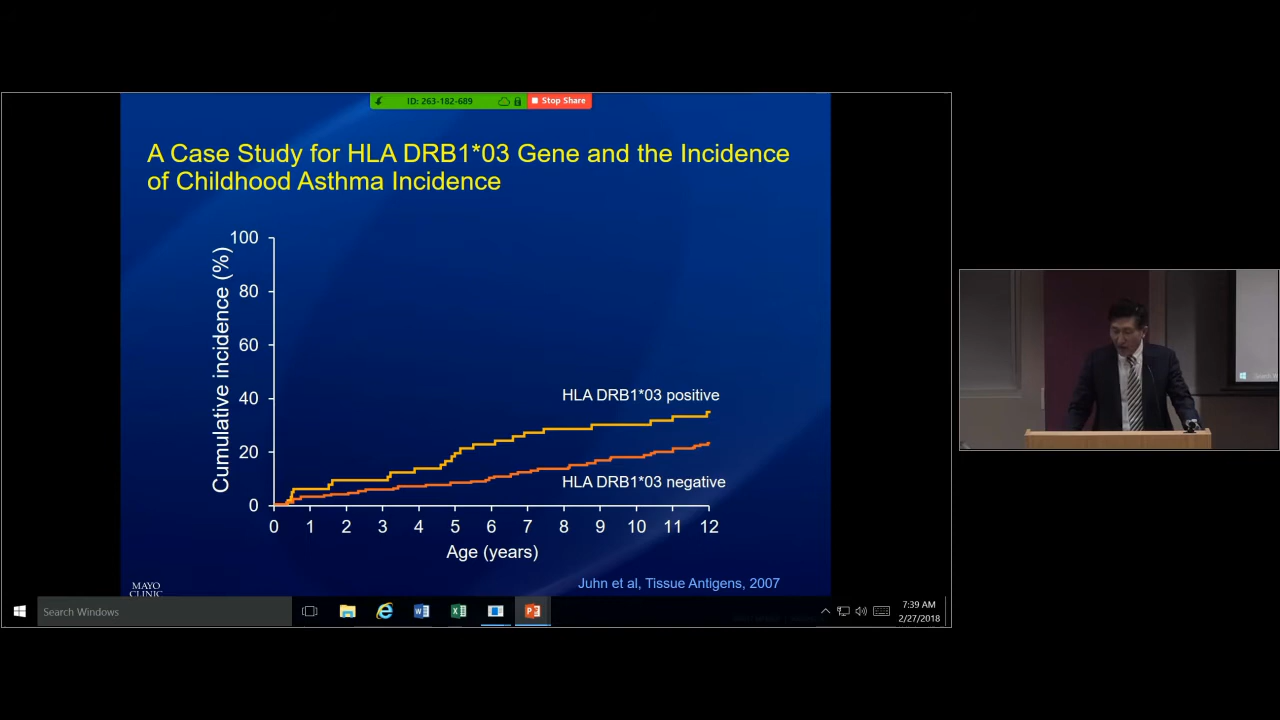 ID: 263-182-689
Stop Share
A Case Study for HLA DRB1*03 Gene and the Incidence
of Childhood Asthma Incidence
Cumulative incidence (%)
100
80
60
40
20
0
HLA DRB1*03 positive
HLA DRB1*03 negative
0 1 2 3 4 5 6 7 8 9 10 11 12
Age (years)
Juhn et al, Tissue Antigens, 2007
MAYO
CLINIC
Search Windows
7:39 AM
2/27/2018